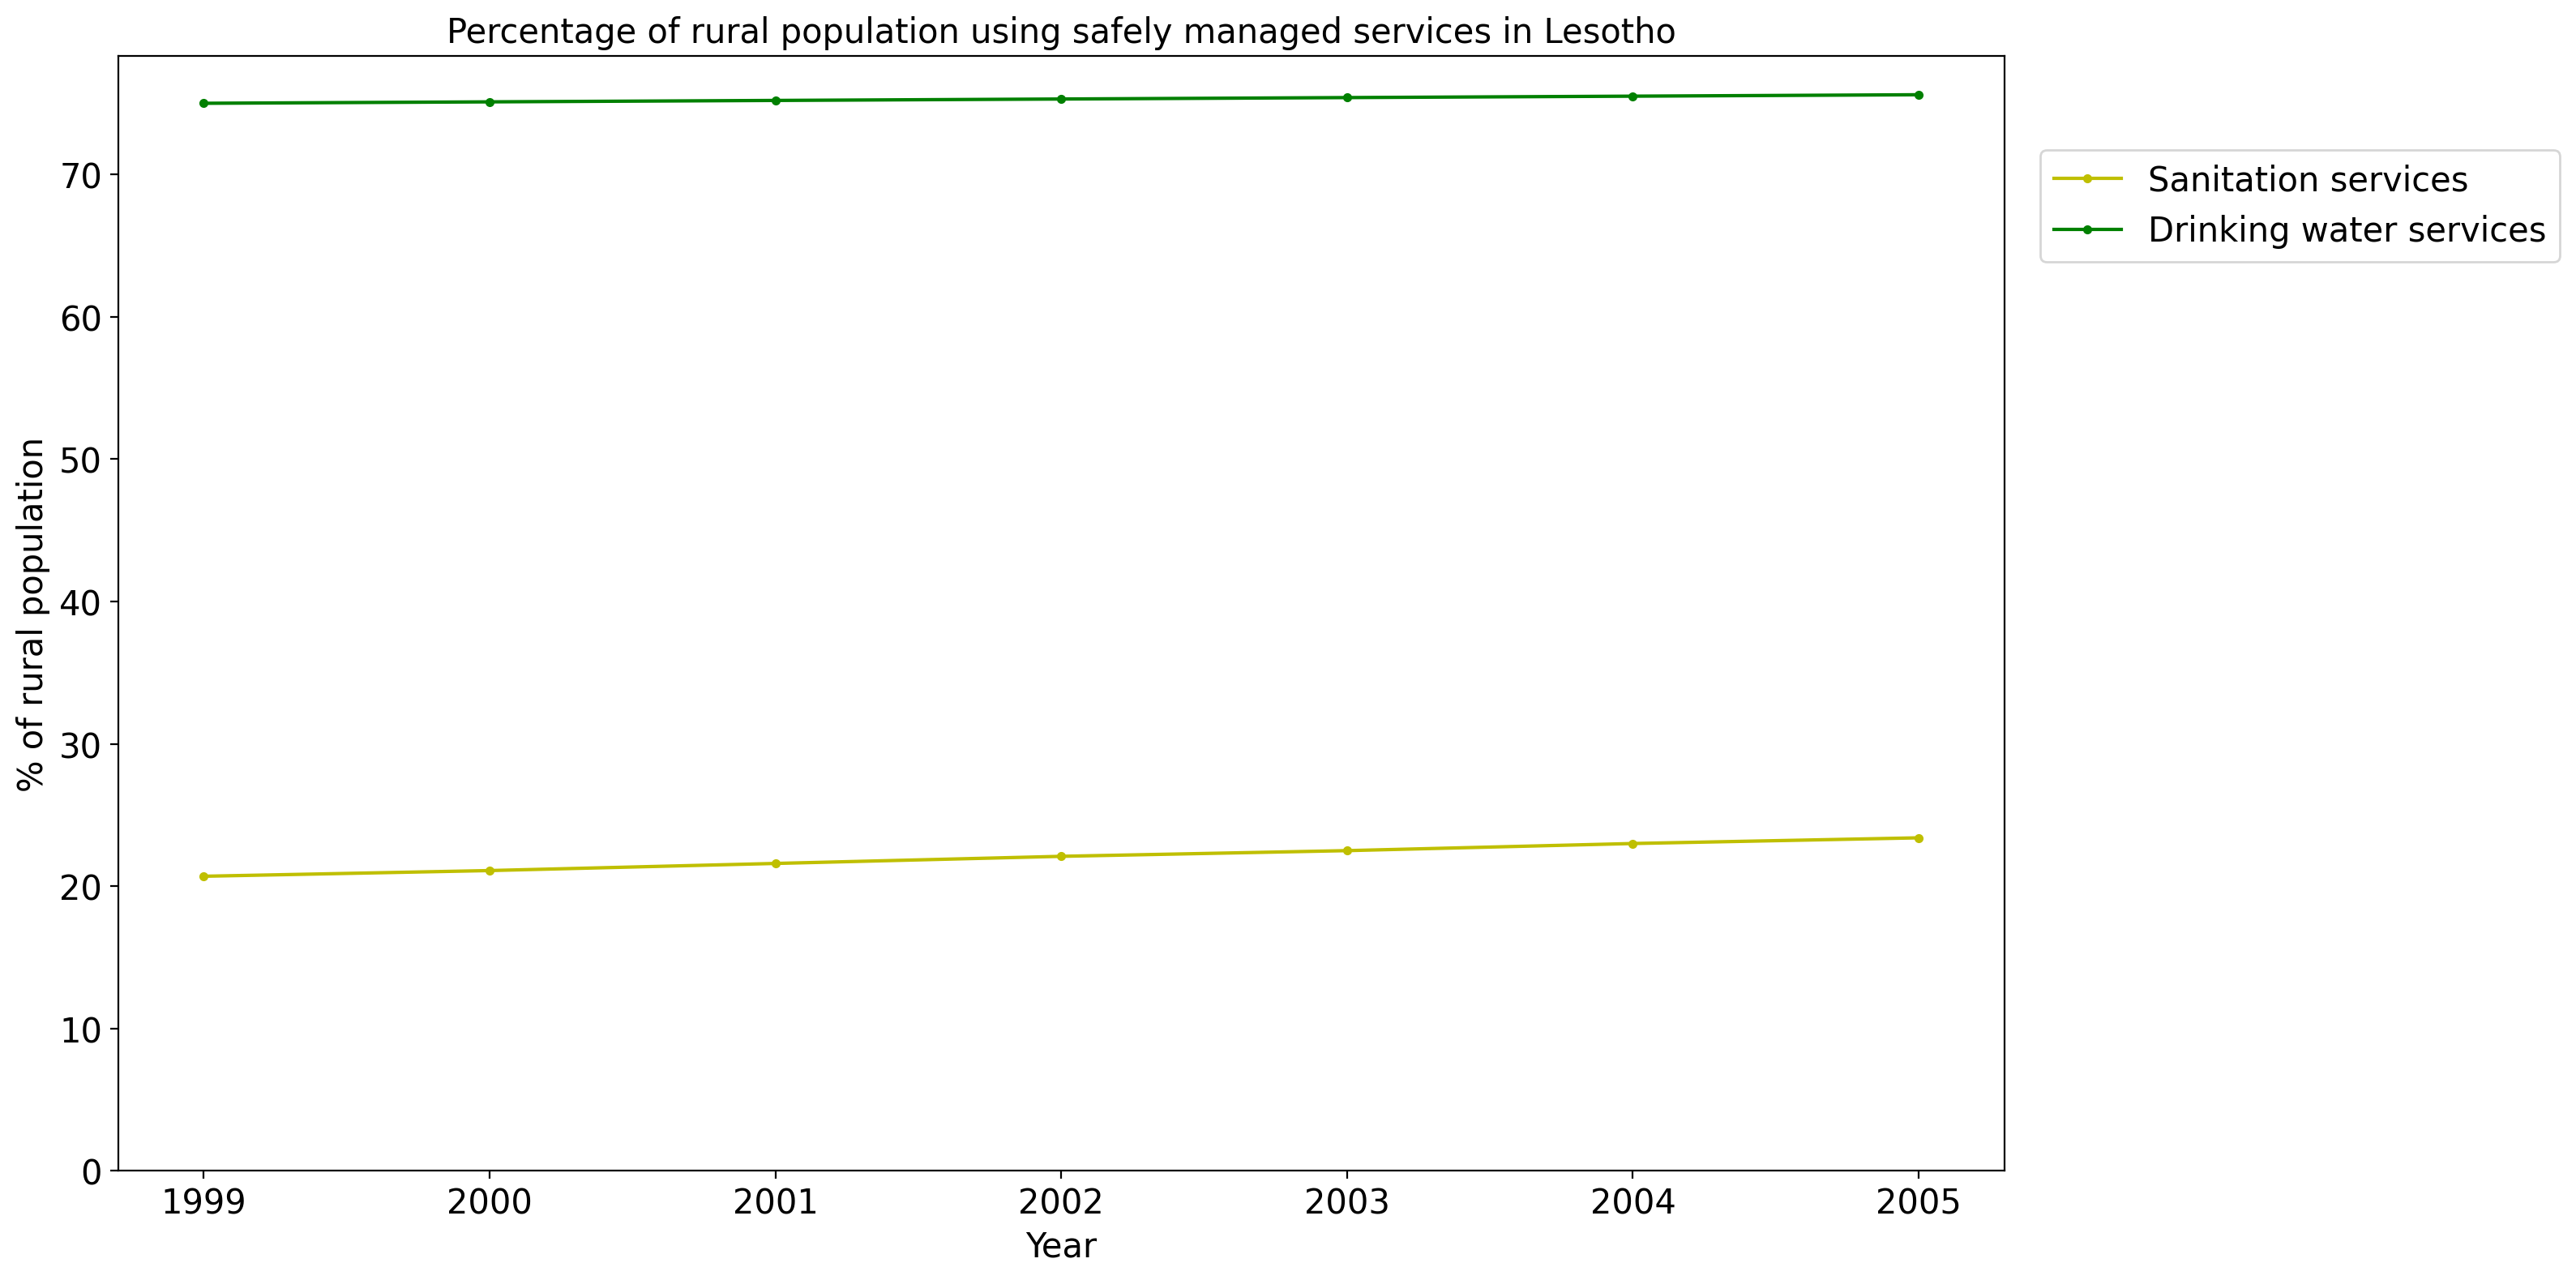 Percentage of rural population using safely managed services in Lesotho
70
60
50
40
30
20
10
0
% of rural population
1999 2000 2001 2002 2003 2004 2005
Year
Sanitation services
Drinking water services